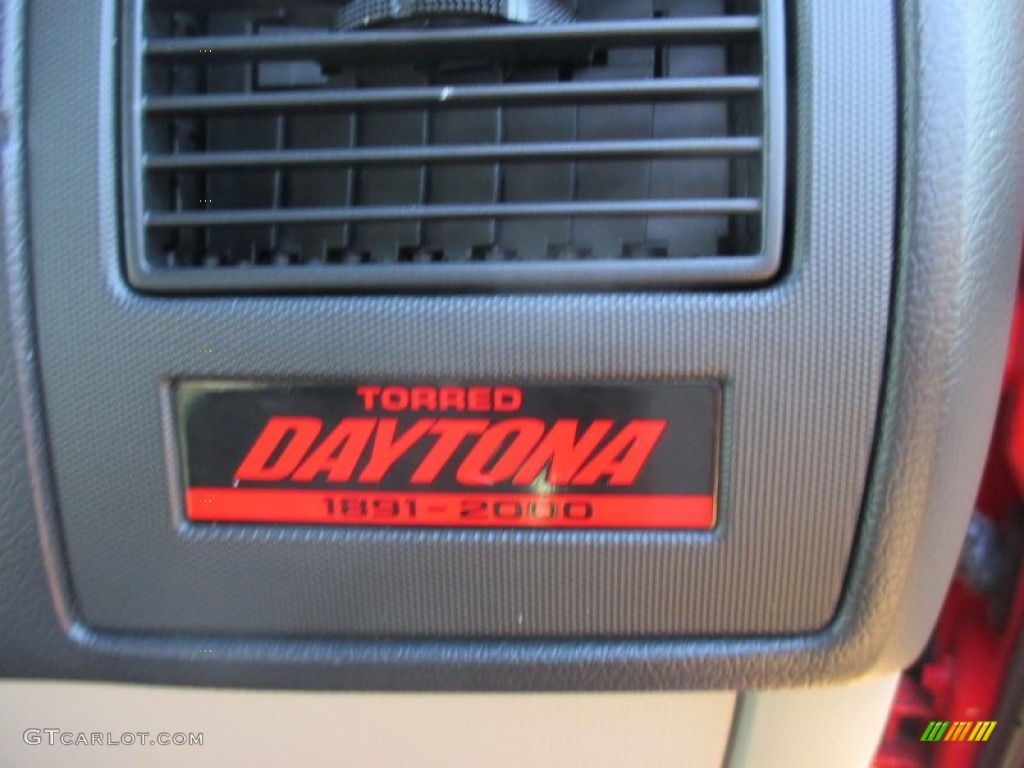 TORRED
DAYTONA
1891-2000
GTCARLOT.COM